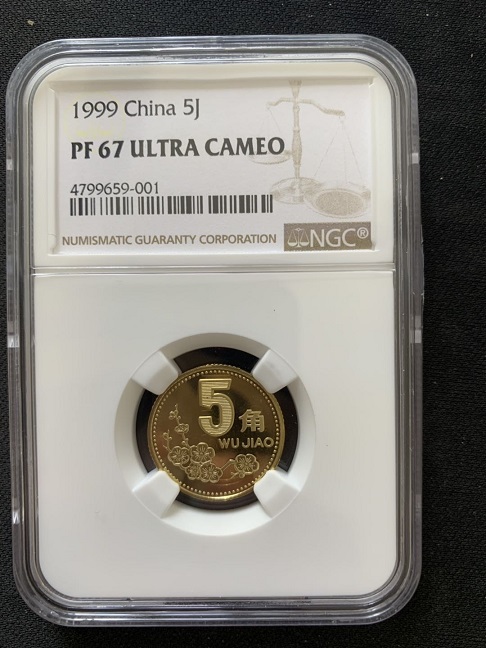 1999 China 5J
PF 67 ULTRA CAMEO
4799659-001
NUMISMATIC GUARANTY CORPORATION NGC®
5角
WU JIAO